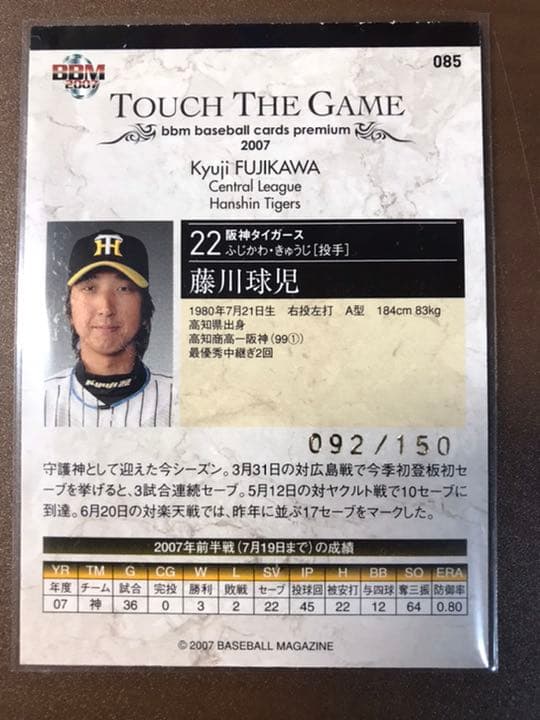 085
BBM
2007
TOUCH THE GAME
bbm baseball cards premium
2007
Kyuji FUJIKAWA
Central League
Hanshin Tigers
22 阪神タイガース
ふじかわ・きゅうじ[投手]
藤川球児
1980年7月21日生 右投左打 A型 184cm 83kg
高知県出身
高知商高―阪神(99①)
最優秀中継ぎ2回
Kyuji 22
092/150
守護神として迎えた今シーズン。3月31日の対広島戦で今季初登板初セ
ーブを挙げると、3試合連続セーブ。5月12日の対ヤクルト戦で10セーブに
到達。6月20日の対楽天戦では、昨年に並ぶ17セーブをマークした。
2007年前半戦(7月19日まで)の成績
YR TM G CG W L SV IP H BB SO ERA
年度 チーム 試合 完投 勝利 敗戦 セーブ 投球回 被安打 与四球 奪三振 防御率
07 神 36 0 3 2 22 45 22 12 64 0.80
© 2007 BASEBALL MAGAZINE